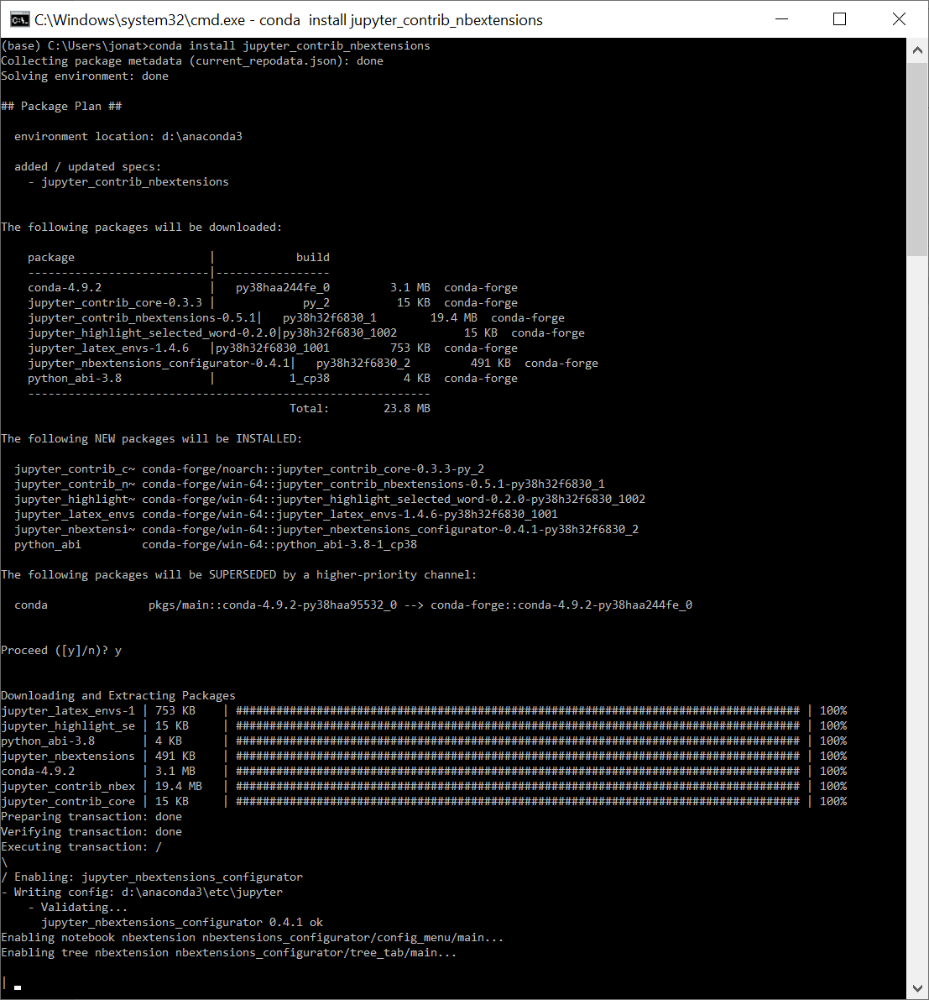 C:\Windows\system32\cmd.exe - conda  install jupyter_contrib_nbextensions
(base) C:\Users\jonat>conda install jupyter_contrib_nbextensions
Collecting package metadata (current_repodata.json): done
Solving environment: done

## Package Plan ##

  environment location: d:\anaconda3

  added / updated specs:
    - jupyter_contrib_nbextensions


The following packages will be downloaded:

    package                    |            build
    ---------------------------|-----------------
    conda-4.9.2                |   py38haa244fe_0         3.1 MB  conda-forge
    jupyter_contrib_core-0.3.3 |             py_2          15 KB  conda-forge
    jupyter_contrib_nbextensions-0.5.1|   py38h32f6830_1        19.4 MB  conda-forge
    jupyter_highlight_selected_word-0.2.0|py38h32f6830_1002          15 KB  conda-forge
    jupyter_latex_envs-1.4.6   |py38h32f6830_1001         753 KB  conda-forge
    jupyter_nbextensions_configurator-0.4.1|   py38h32f6830_2         491 KB  conda-forge
    python_abi-3.8             |           1_cp38           4 KB  conda-forge
    ------------------------------------------------------------
                                           Total:        23.8 MB

The following NEW packages will be INSTALLED:

  jupyter_contrib_c~ conda-forge/noarch::jupyter_contrib_core-0.3.3-py_2
  jupyter_contrib_n~ conda-forge/win-64::jupyter_contrib_nbextensions-0.5.1-py38h32f6830_1
  jupyter_highlight~ conda-forge/win-64::jupyter_highlight_selected_word-0.2.0-py38h32f6830_1002
  jupyter_latex_envs conda-forge/win-64::jupyter_latex_envs-1.4.6-py38h32f6830_1001
  jupyter_nbextensi~ conda-forge/win-64::jupyter_nbextensions_configurator-0.4.1-py38h32f6830_2
  python_abi         conda-forge/win-64::python_abi-3.8-1_cp38

The following packages will be SUPERSEDED by a higher-priority channel:

  conda               pkgs/main::conda-4.9.2-py38haa95532_0 --> conda-forge::conda-4.9.2-py38haa244fe_0


Proceed ([y]/n)? y


Downloading and Extracting Packages
jupyter_latex_envs-1 | 753 KB    | #################################################################################### | 100%
jupyter_highlight_se | 15 KB     | #################################################################################### | 100%
python_abi-3.8       | 4 KB      | #################################################################################### | 100%
jupyter_nbextensions | 491 KB    | #################################################################################### | 100%
conda-4.9.2          | 3.1 MB    | #################################################################################### | 100%
jupyter_contrib_nbex | 19.4 MB   | #################################################################################### | 100%
jupyter_contrib_core | 15 KB     | #################################################################################### | 100%
Preparing transaction: done
Verifying transaction: done
Executing transaction: /
\
/ Enabling: jupyter_nbextensions_configurator
- Writing config: d:\anaconda3\etc\jupyter
    - Validating...
      jupyter_nbextensions_configurator 0.4.1 ok
Enabling notebook nbextension nbextensions_configurator/config_menu/main...
Enabling tree nbextension nbextensions_configurator/tree_tab/main...

|